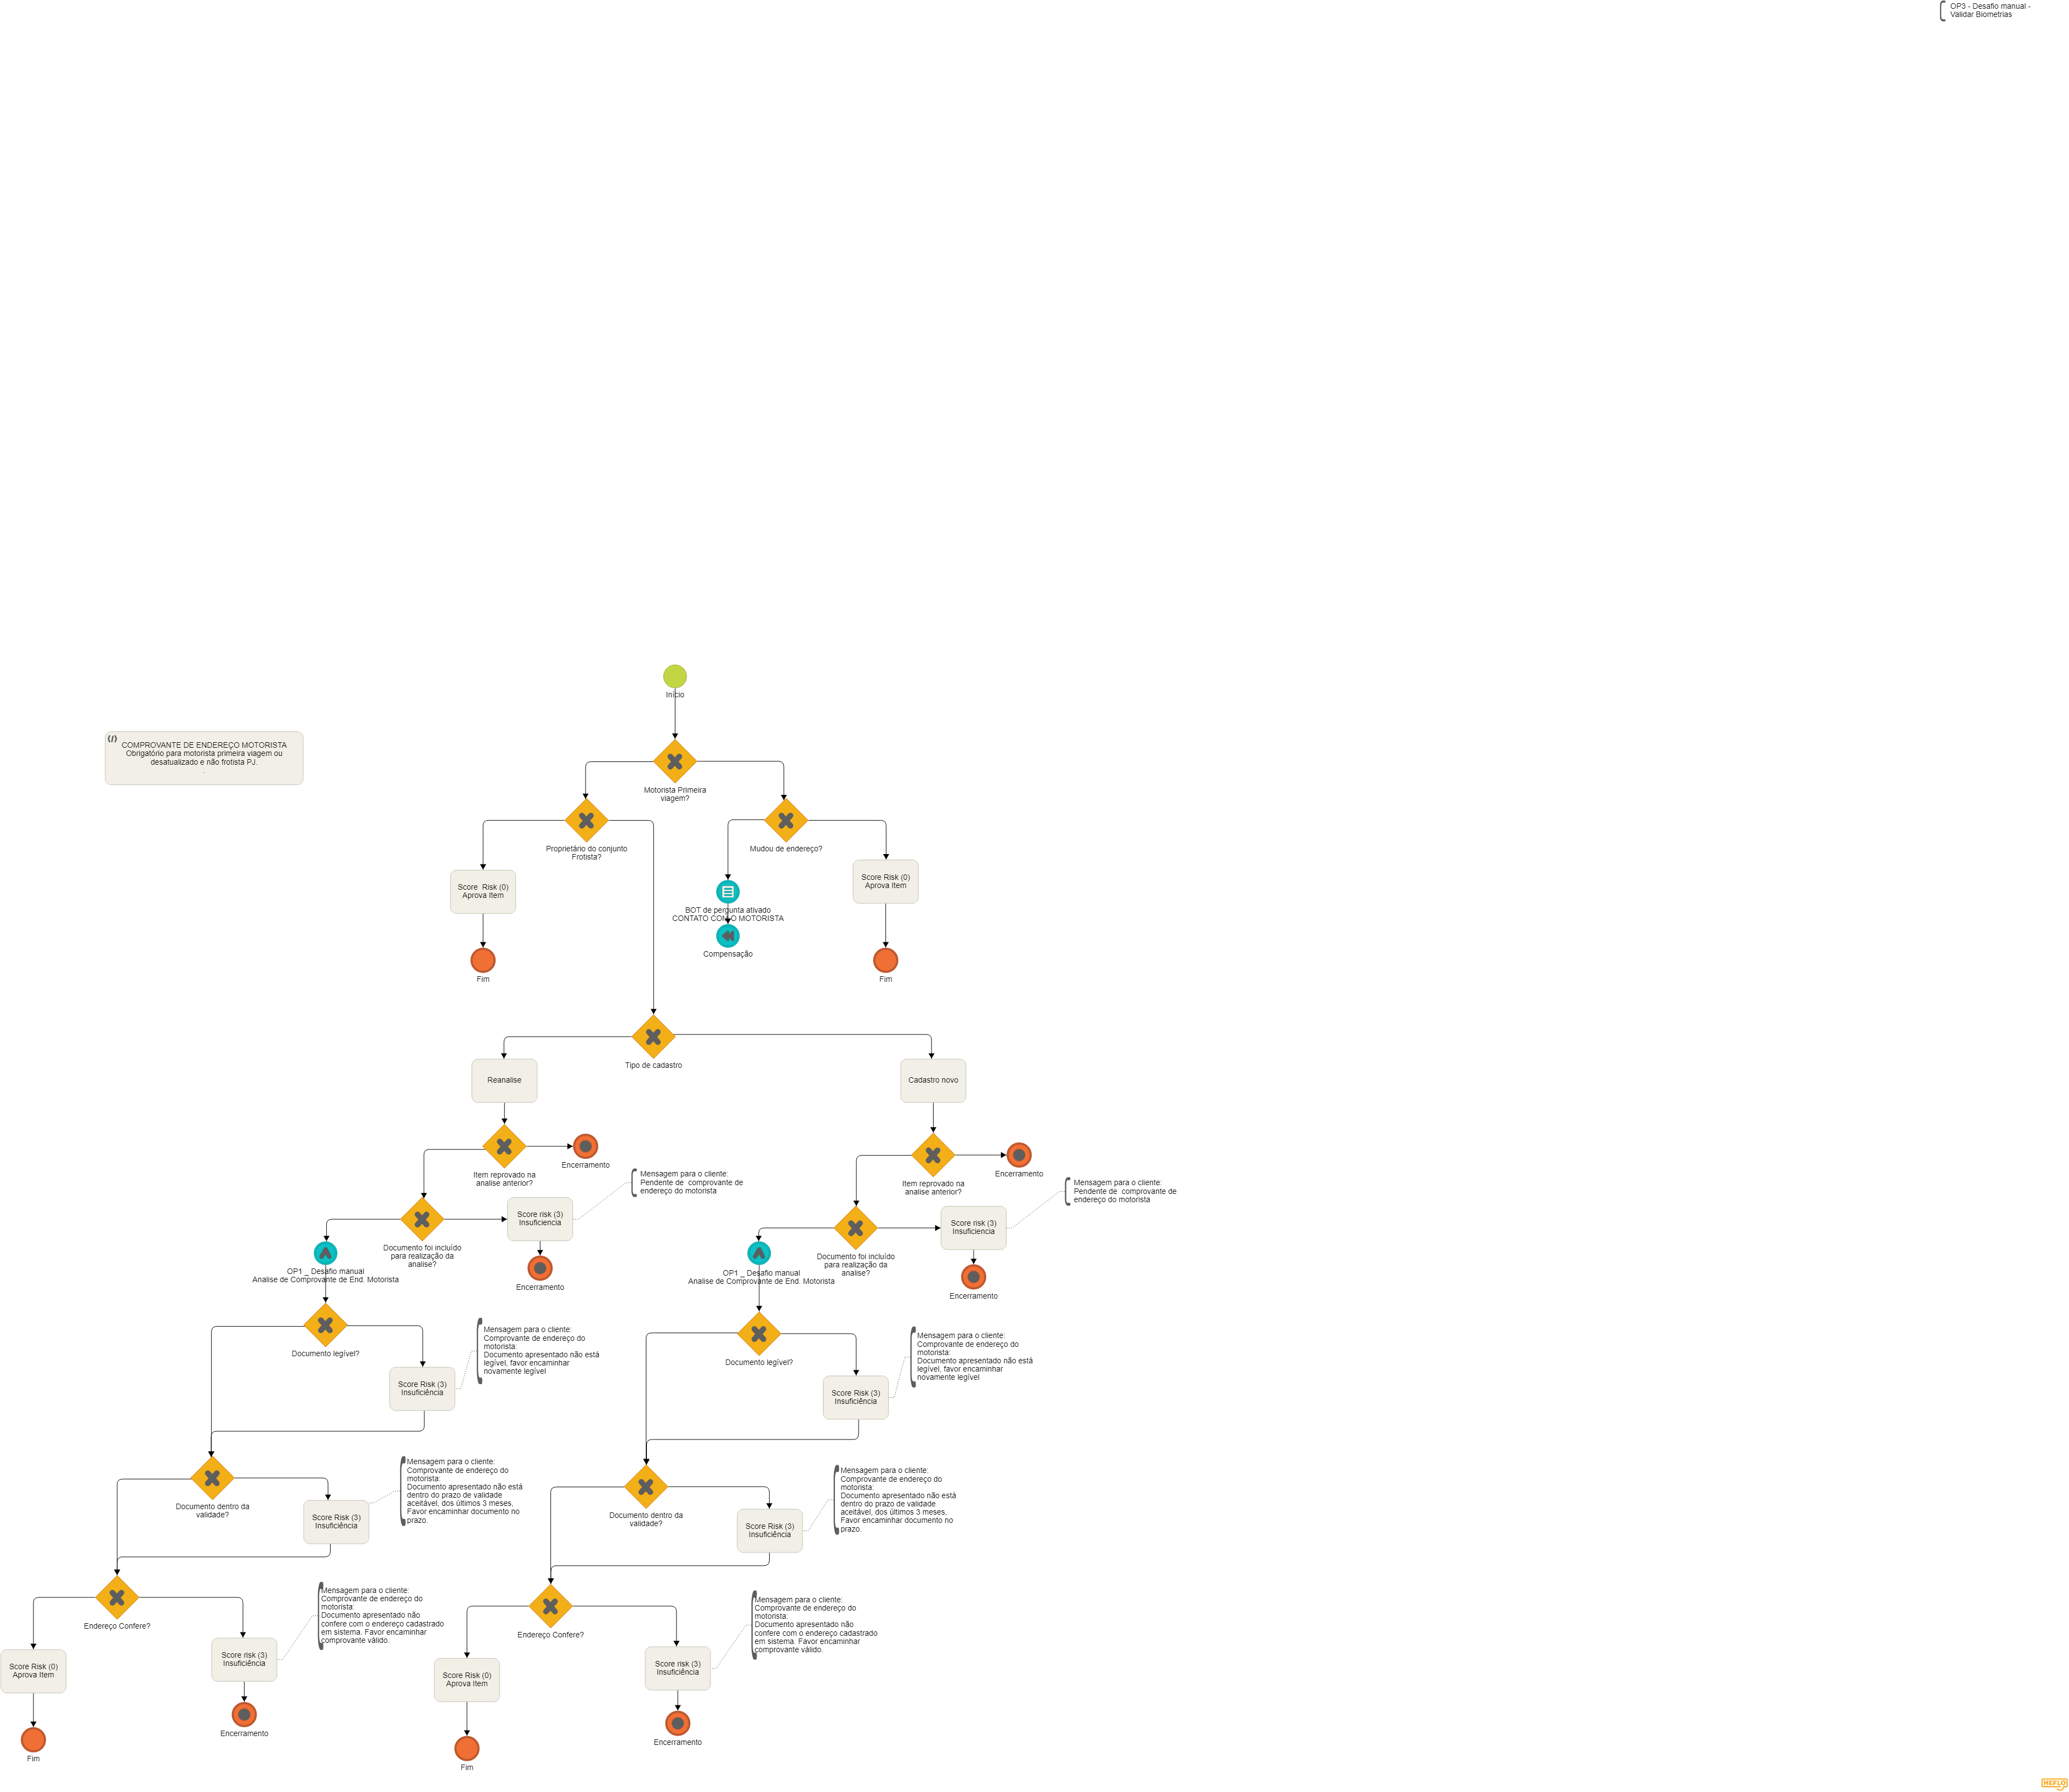 OP3 - Desafio manual -
Validar Biometrias
Início
COMPROVANTE DE ENDEREÇO MOTORISTA
Obrigatório para motorista primeira viagem ou
desatualizado e não frotista PJ.
.
Motorista Primeira
viagem?
Proprietário do conjunto
Frotista?
Mudou de endereço?
Score  Risk (0)
Aprova Item
Score Risk (0)
Aprova Item
BOT de pergunta ativado
CONTATO COM O MOTORISTA
Compensação
Fim
Fim
Tipo de cadastro
Reanalise
Cadastro novo
Item reprovado na
analise anterior?
Encerramento
Item reprovado na
analise anterior?
Encerramento
Mensagem para o cliente:
Pendente de  comprovante de
endereço do motorista
Mensagem para o cliente:
Pendente de  comprovante de
endereço do motorista
Score risk (3)
Insuficiencia
Score risk (3)
Insuficiencia
Documento foi incluído
para realização da
analise?
Documento foi incluído
para realização da
analise?
OP1 _ Desafio manual
Analise de Comprovante de End. Motorista
OP1 _ Desafio manual
Analise de Comprovante de End. Motorista
Encerramento
Encerramento
Documento legível?
Documento legível?
Mensagem para o cliente:
Comprovante de endereço do
motorista:
Documento apresentado não está
legível, favor encaminhar
novamente legível
Mensagem para o cliente:
Comprovante de endereço do
motorista:
Documento apresentado não está
legível, favor encaminhar
novamente legível
Score Risk (3)
Insuficiência
Score Risk (3)
Insuficiência
Documento dentro da
validade?
Documento dentro da
validade?
Mensagem para o cliente:
Comprovante de endereço do
motorista:
Documento apresentado não está
dentro do prazo de validade
aceitável, dos últimos 3 meses,
Favor encaminhar documento no
prazo.
Mensagem para o cliente:
Comprovante de endereço do
motorista:
Documento apresentado não está
dentro do prazo de validade
aceitável, dos últimos 3 meses,
Favor encaminhar documento no
prazo.
Score Risk (3)
Insuficiência
Score Risk (3)
Insuficiência
Endereço Confere?
Endereço Confere?
Mensagem para o cliente:
Comprovante de endereço do
motorista:
Documento apresentado não
confere com o endereço cadastrado
em sistema. Favor encaminhar
comprovante válido.
Mensagem para o cliente:
Comprovante de endereço do
motorista:
Documento apresentado não
confere com o endereço cadastrado
em sistema. Favor encaminhar
comprovante válido.
Score Risk (0)
Aprova Item
Score risk (3)
Insuficiência
Score Risk (0)
Aprova Item
Score risk (3)
Insuficiência
Encerramento
Encerramento
Fim
Fim
HEFLO